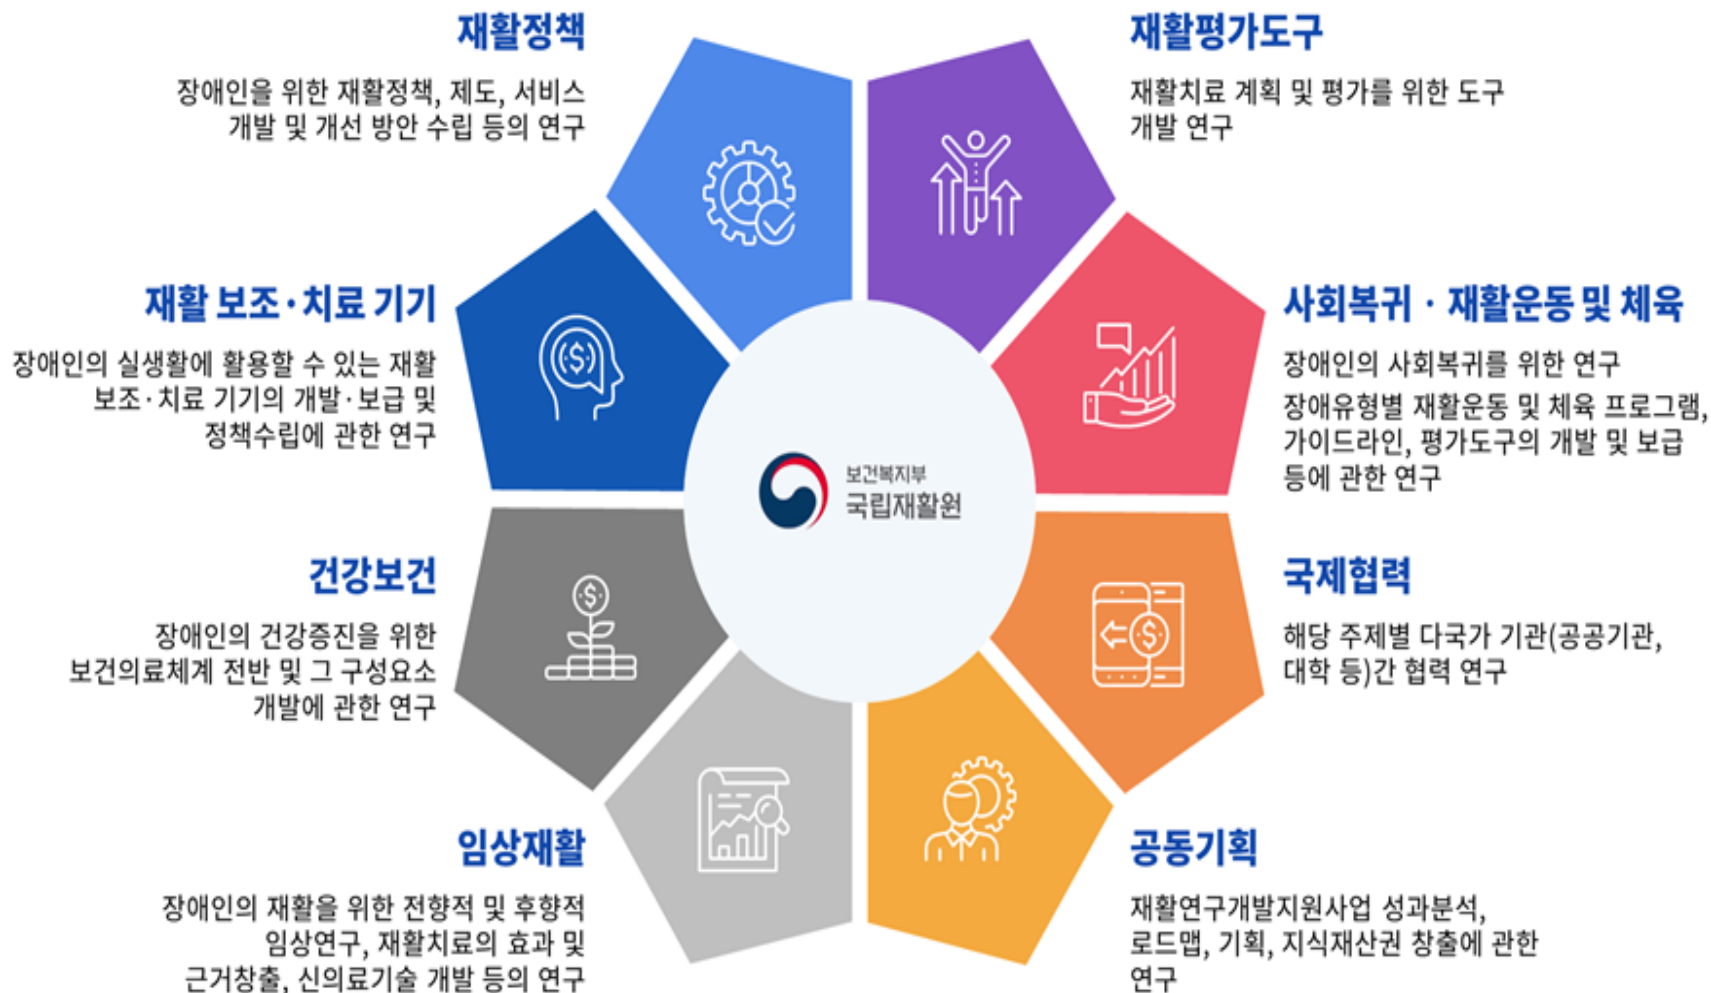 재활정책
장애인을 위한 재활정책, 제도, 서비스
개발 및 개선 방안 수립 등의 연구
재활평가도구
재활치료 계획 및 평가를 위한 도구
개발 연구
재활 보조·치료 기기
장애인의 실생활에 활용할 수 있는 재활
보조·치료 기기의 개발·보급 및
정책수립에 관한 연구
사회복귀 · 재활운동 및 체육
장애인의 사회복귀를 위한 연구
장애유형별 재활운동 및 체육 프로그램,
가이드라인, 평가도구의 개발 및 보급
등에 관한 연구
보건복지부
국립재활원
건강보건
장애인의 건강증진을 위한
보건의료체계 전반 및 그 구성요소
개발에 관한 연구
국제협력
해당 주제별 다국가 기관(공공기관,
대학 등)간 협력 연구
임상재활
장애인의 재활을 위한 전향적 및 후향적
임상연구, 재활치료의 효과 및
근거창출, 신의료기술 개발 등의 연구
공동기획
재활연구개발지원사업 성과분석,
로드맵, 기획, 지식재산권 창출에 관한
연구